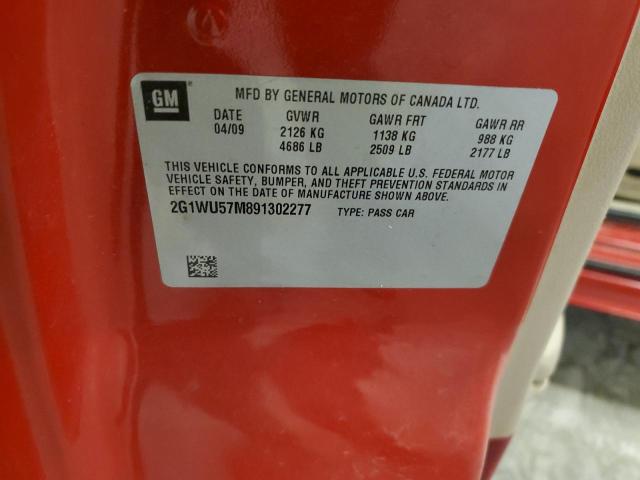 GM
MFD BY GENERAL MOTORS OF CANADA LTD.
DATE GVWR GAWR FRT GAWR RR
04/09 2126 KG 1138 KG 988 KG
4686 LB 2509 LB 2177 LB
THIS VEHICLE CONFORMS TO ALL APPLICABLE U.S. FEDERAL MOTOR
VEHICLE SAFETY, BUMPER, AND THEFT PREVENTION STANDARDS IN
EFFECT ON THE DATE OF MANUFACTURE SHOWN ABOVE.
2G1WU57M891302277 TYPE: PASS CAR